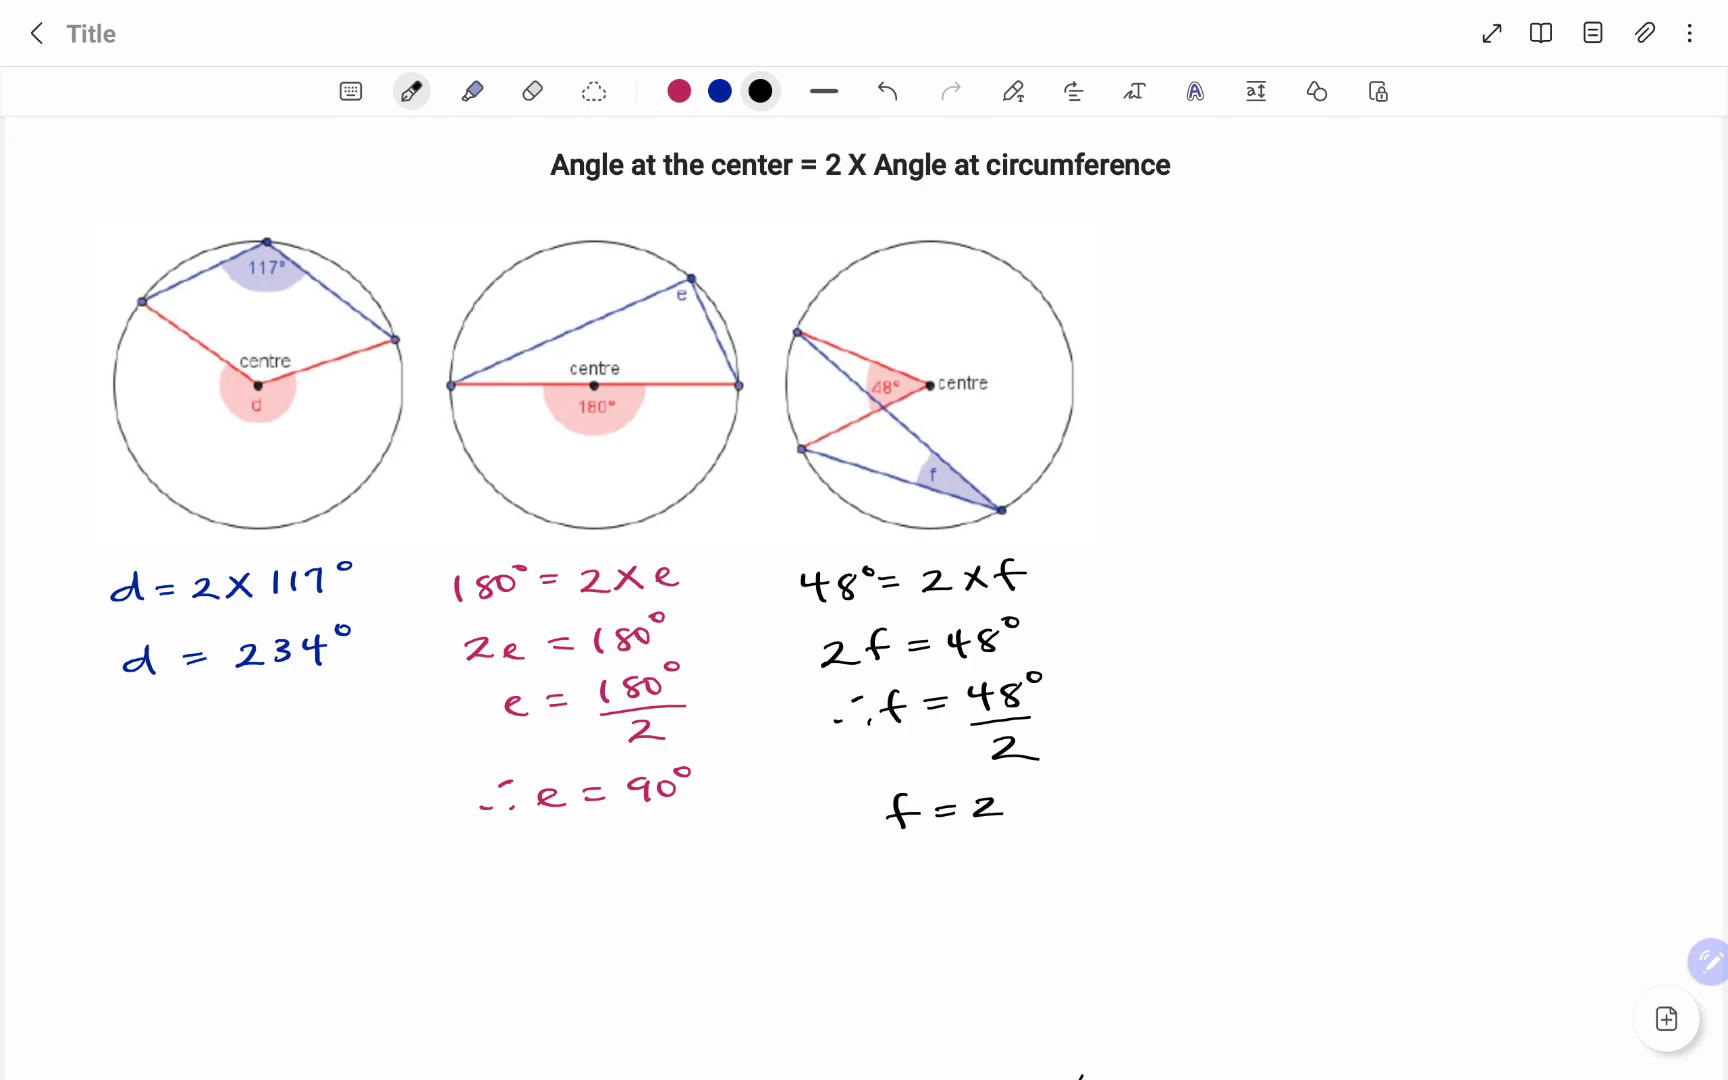 Title
Angle at the center = 2 X Angle at circumference
117°
centre
d
e
centre
180°
48°
centre
f
d = 2 X 117°
d = 234°
180° = 2 X e
2e = 180°
e = 180°/2
∴ e = 90°
48° = 2 X f
2f = 48°
∴ f = 48°/2
f = 2